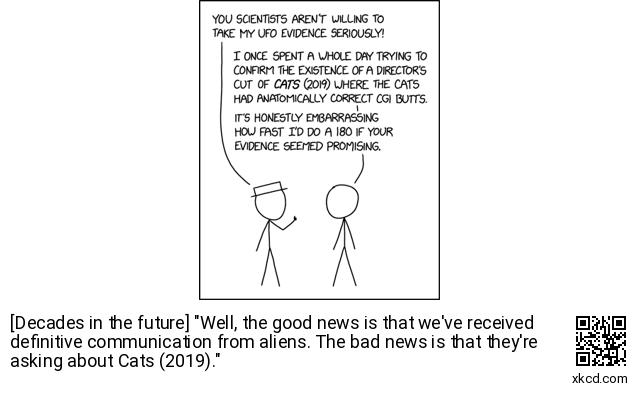 YOU SCIENTISTS AREN'T WILLING TO
TAKE MY UFO EVIDENCE SERIOUSLY!
I ONCE SPENT A WHOLE DAY TRYING TO
CONFIRM THE EXISTENCE OF A DIRECTOR'S
CUT OF CATS (2019) WHERE THE CATS
HAD ANATOMICALLY CORRECT CGI BUTTS.
IT'S HONESTLY EMBARRASSING
HOW FAST I'D DO A 180 IF YOUR
EVIDENCE SEEMED PROMISING.
[Decades in the future] "Well, the good news is that we've received
definitive communication from aliens. The bad news is that they're
asking about Cats (2019)."
xkcd.com